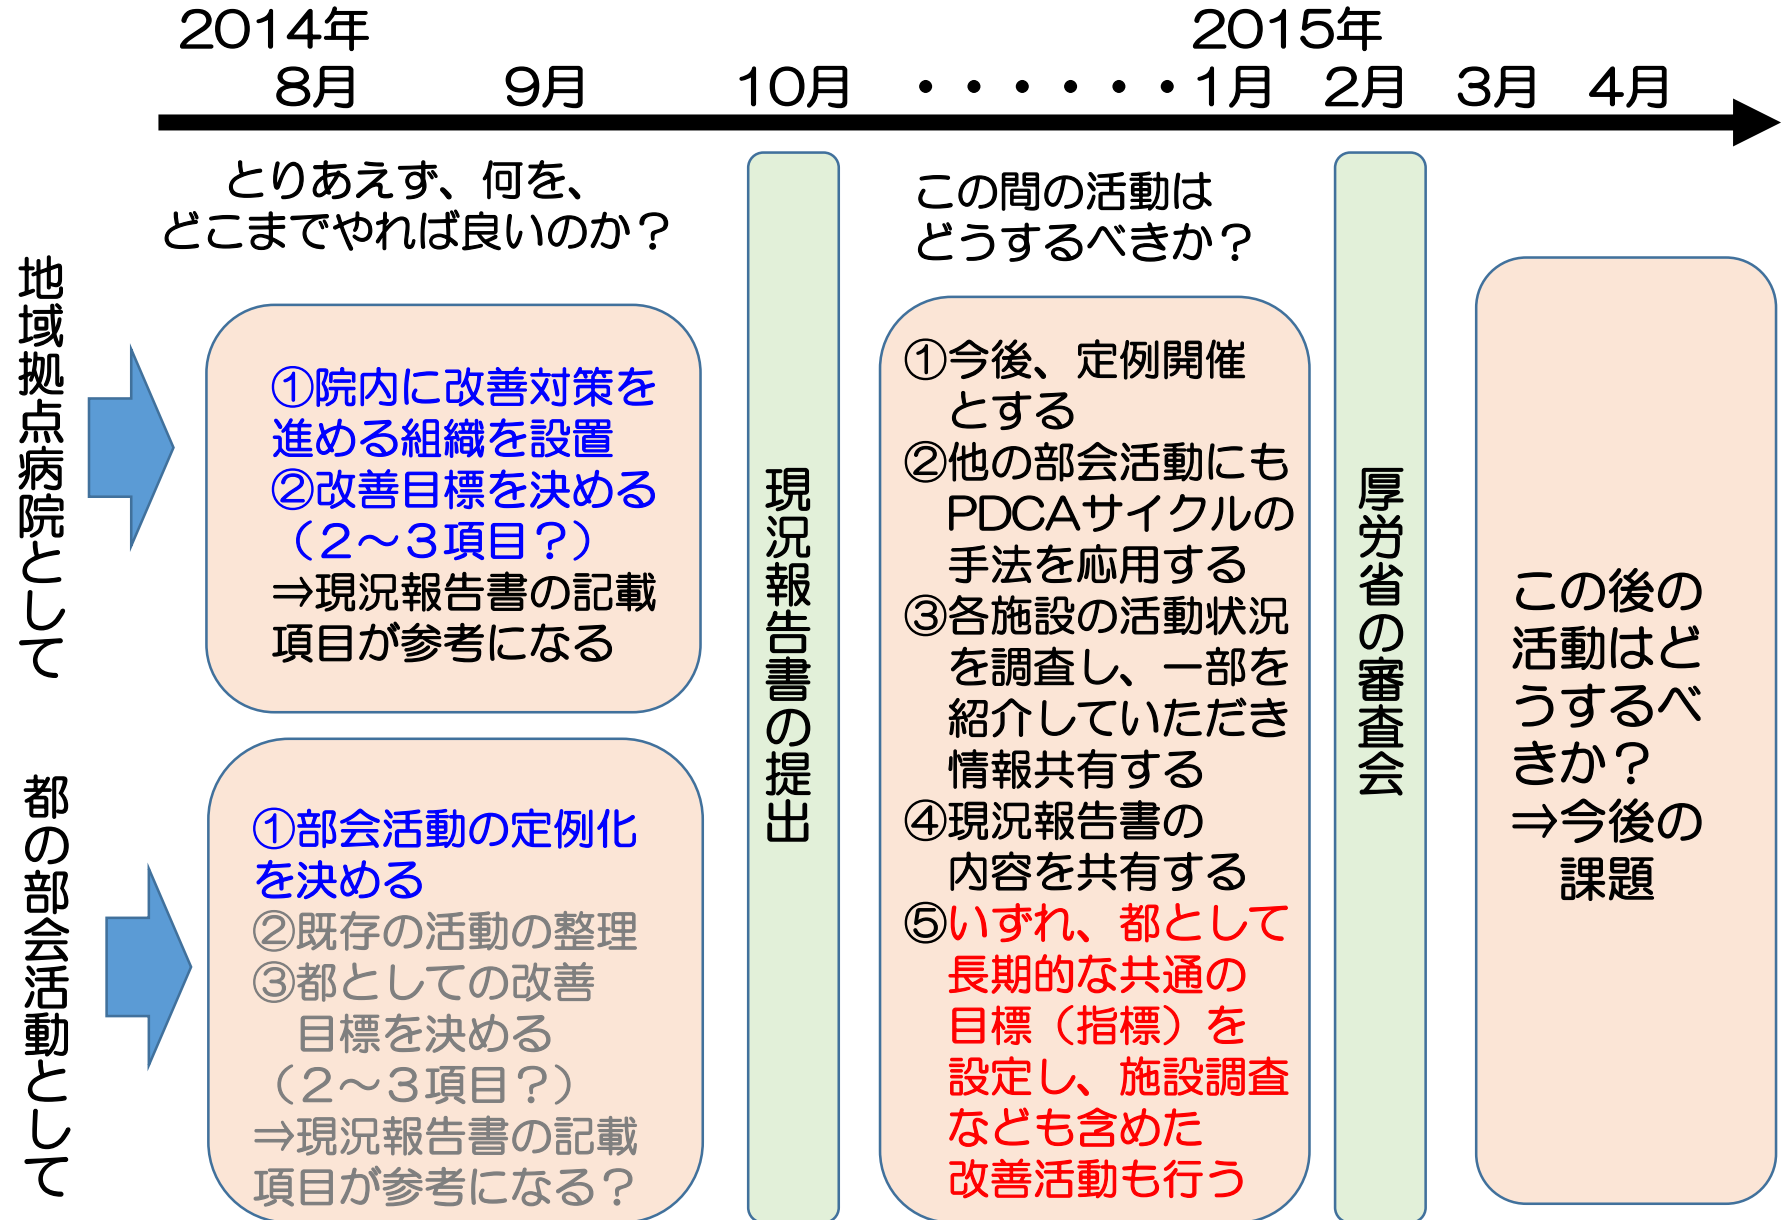 2014年
2015年
8月
9月
10月
・・・・・・1月
2月
3月
4月
とりあえず、何を、
どこまでやれば良いのか？
この間の活動は
どうするべきか？
地域拠点病院として
①院内に改善対策を
進める組織を設置
②改善目標を決める
（２～３項目？）
⇒現況報告書の記載
項目が参考になる
都の部会活動として
①部会活動の定例化
を決める
②既存の活動の整理
③都としての改善
目標を決める
（２～３項目？）
⇒現況報告書の記載
項目が参考になる？
現況報告書の提出
①今後、定例開催
とする
②他の部会活動にも
PDCAサイクルの
手法を応用する
③各施設の活動状況
を調査し、一部を
紹介していただき
情報共有する
④現況報告書の
内容を共有する
⑤いずれ、都として
長期的な共通の
目標（指標）を
設定し、施設調査
なども含めた
改善活動も行う
厚労省の審査会
この後の
活動はど
うするべ
きか？
⇒今後の
課題